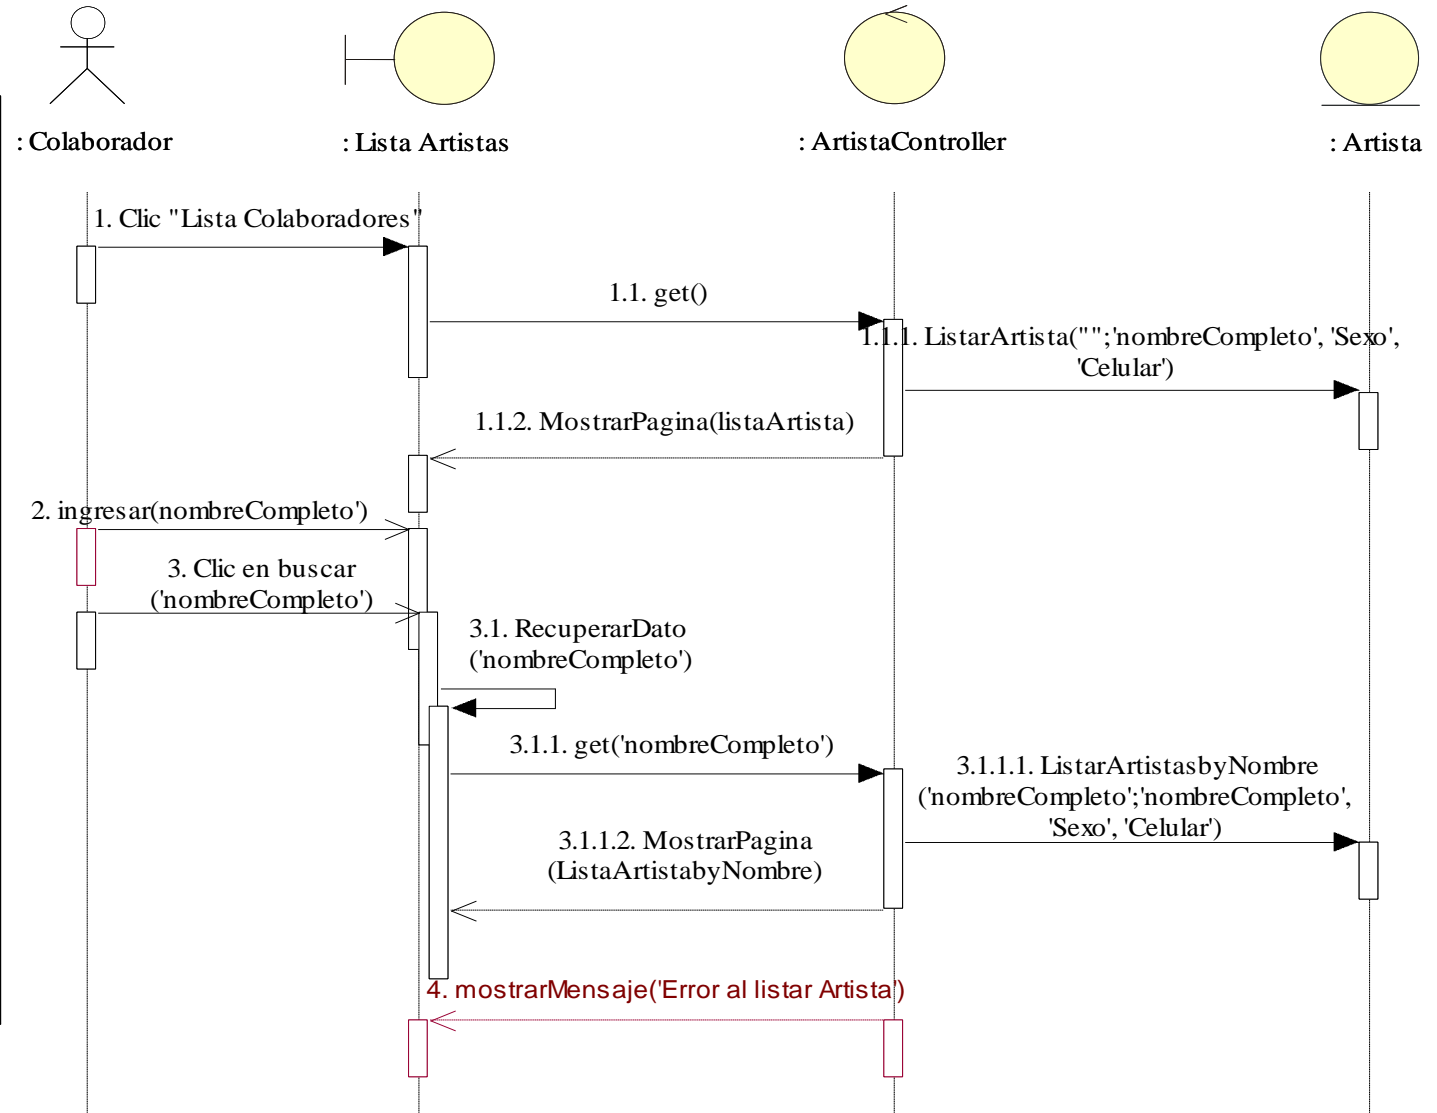 : Colaborador
: Lista Artistas
: ArtistaController
: Artista
1. Clic "Lista Colaboradores"
1.1. get()
1.1.1. ListarArtista("";'nombreCompleto', 'Sexo',
'Celular')
1.1.2. MostrarPagina(listaArtista)
2. ingresar(nombreCompleto')
3. Clic en buscar
('nombreCompleto')
3.1. RecuperarDato
('nombreCompleto')
3.1.1. get('nombreCompleto')
3.1.1.1. ListarArtistasbyNombre
('nombreCompleto';'nombreCompleto',
'Sexo', 'Celular')
3.1.1.2. MostrarPagina
(ListaArtistabyNombre)
4. mostrarMensaje('Error al listar Artista')